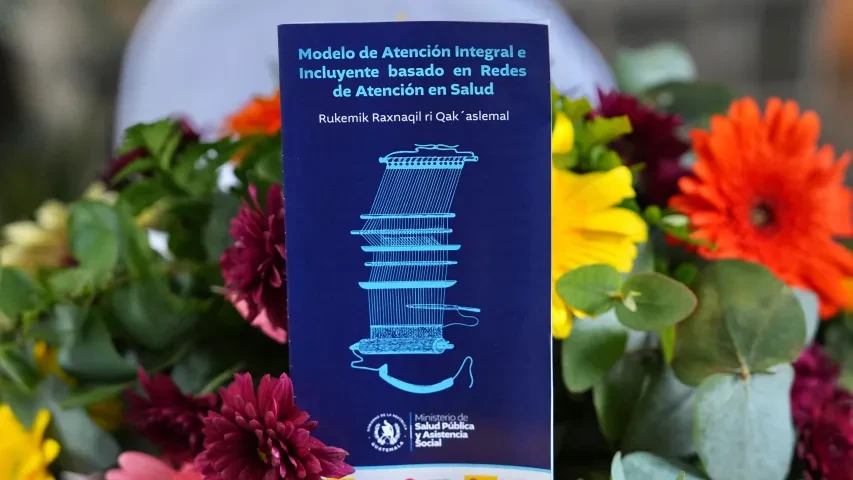 Modelo de Atención Integral e
Incluyente basado en Redes
de Atención en Salud
Rukemik Raxnaqil ri Qak´aslemal
Ministerio de
Salud Pública
y Asistencia
Social
GUATEMALA